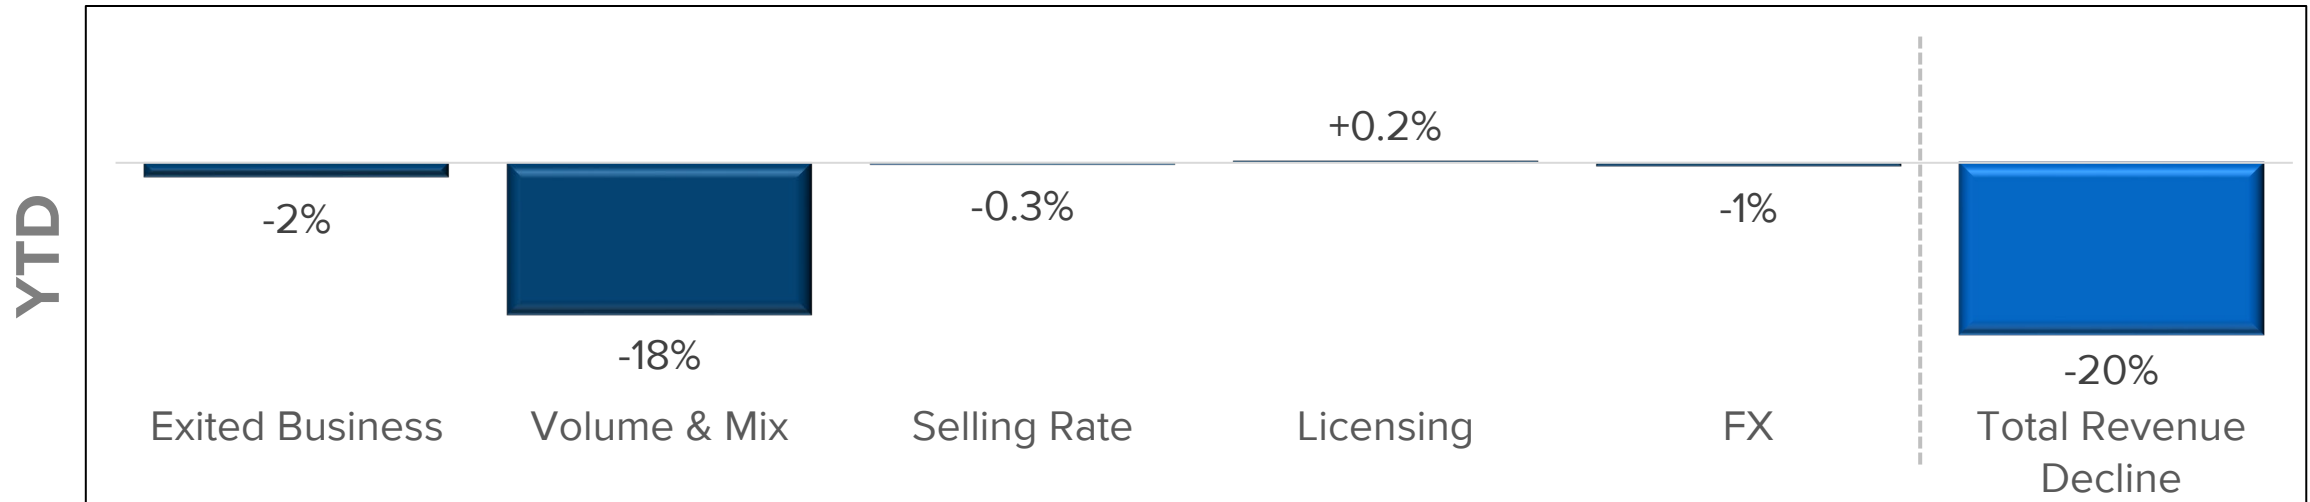 YTD
+0.2%
-2%
-0.3%
-1%
-18%
-20%
Exited Business
Volume & Mix
Selling Rate
Licensing
FX
Total Revenue
Decline